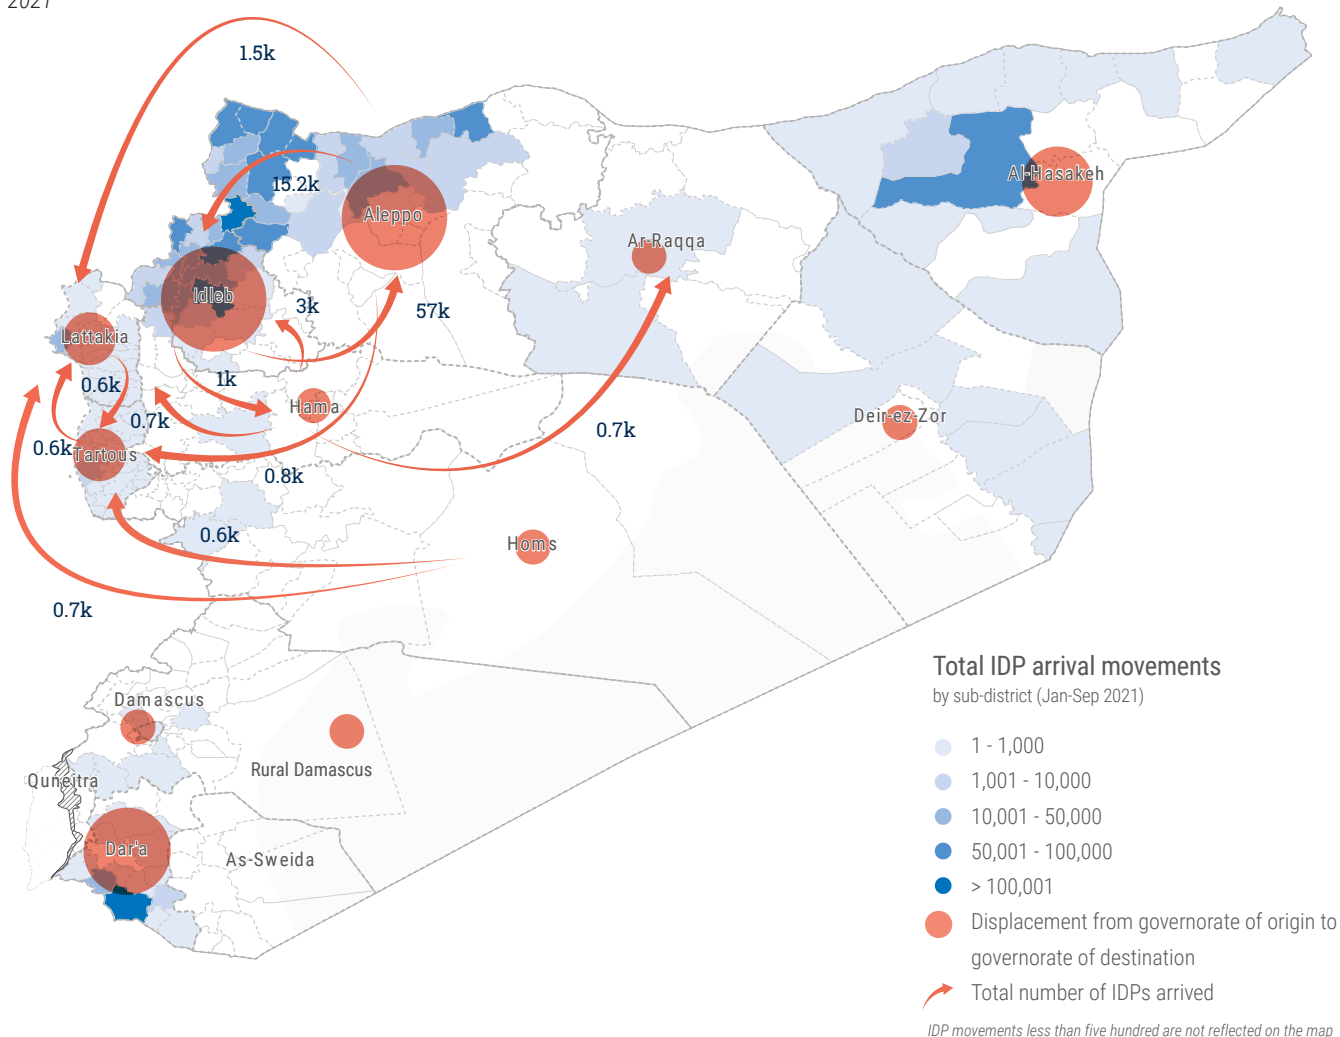 2021
1.5k
15.2k
Al-Hasakeh
Aleppo
Ar-Raqqa
Idleb
3k
57k
Lattakia
0.6k
1k
Hama
0.7k
Deir-ez-Zor
0.7k
0.6k
Tartous
0.8k
0.6k
Homs
0.7k
Damascus
Quneitra
Rural Damascus
Dar'a
As-Sweida
Total IDP arrival movements
by sub-district (Jan-Sep 2021)
1 - 1,000
1,001 - 10,000
10,001 - 50,000
50,001 - 100,000
> 100,001
Displacement from governorate of origin to
governorate of destination
Total number of IDPs arrived
IDP movements less than five hundred are not reflected on the map